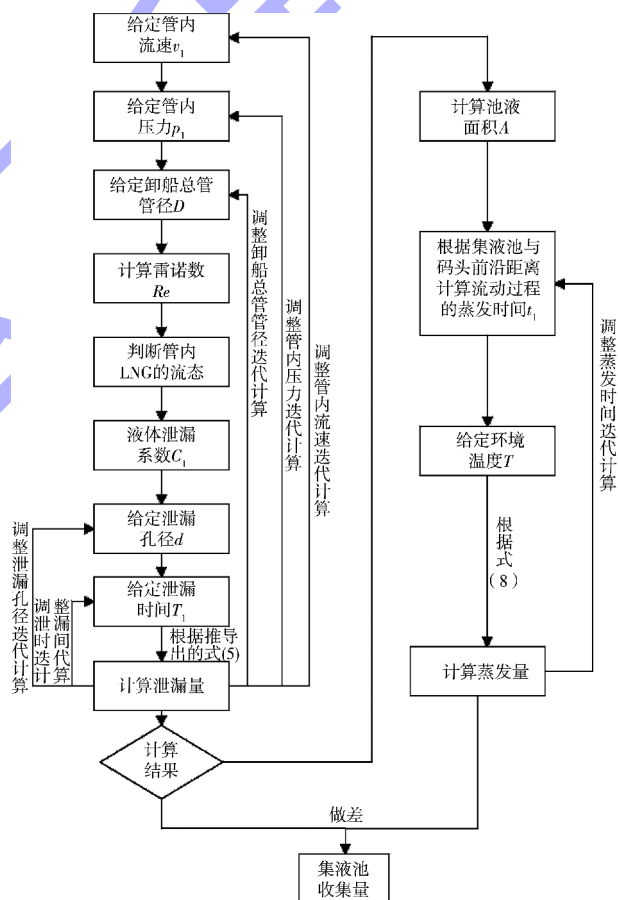 给定管内
流速v₁
给定管内
压力p₁
给定卸船总管
管径D
计算雷诺数
Re
判断管内
LNG的流态
液体泄漏
系数C₁
给定泄漏
孔径d
给定泄漏
时间T₁
根据推导
出的式(5)
计算泄漏量
计算
结果
调整泄漏孔径迭代计算
调泄时迭计
整漏间代算
调整卸船总管管径迭代计算
调整管内压力迭代计算
调整管内流速迭代计算
计算池液
面积A
根据集液池与
码头前沿距离
计算流动过程
的蒸发时间t₁
给定环境
温度T
根据式(8)
计算蒸发量
调整蒸发时间迭代计算
做差
集液池
收集量